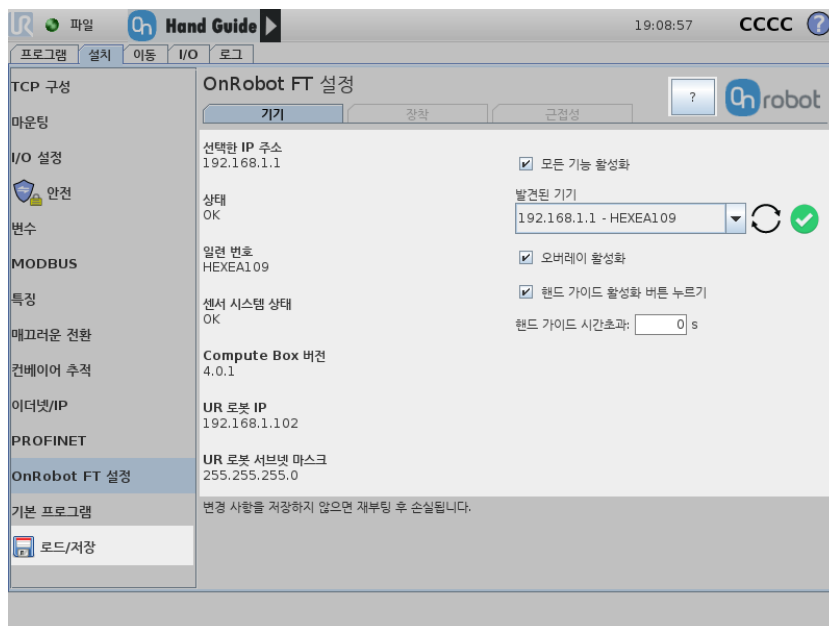 UR 파일 On Hand Guide 19:08:57 CCCC ?
프로그램 설치 이동 I/O 로그
TCP 구성
마운팅
I/O 설정
안전
변수
MODBUS
특징
매끄러운 전환
컨베이어 추적
이더넷/IP
PROFINET
OnRobot FT 설정
기본 프로그램
로드/저장
OnRobot FT 설정
? On robot
기기 장착 근접성
선택한 IP 주소
192.168.1.1
상태
OK
일련 번호
HEXEA109
센서 시스템 상태
OK
Compute Box 버전
4.0.1
UR 로봇 IP
192.168.1.102
UR 로봇 서브넷 마스크
255.255.255.0
모든 기능 활성화
발견된 기기
192.168.1.1 - HEXEA109
오버레이 활성화
핸드 가이드 활성화 버튼 누르기
핸드 가이드 시간초과: 0 s
변경 사항을 저장하지 않으면 재부팅 후 손실됩니다.